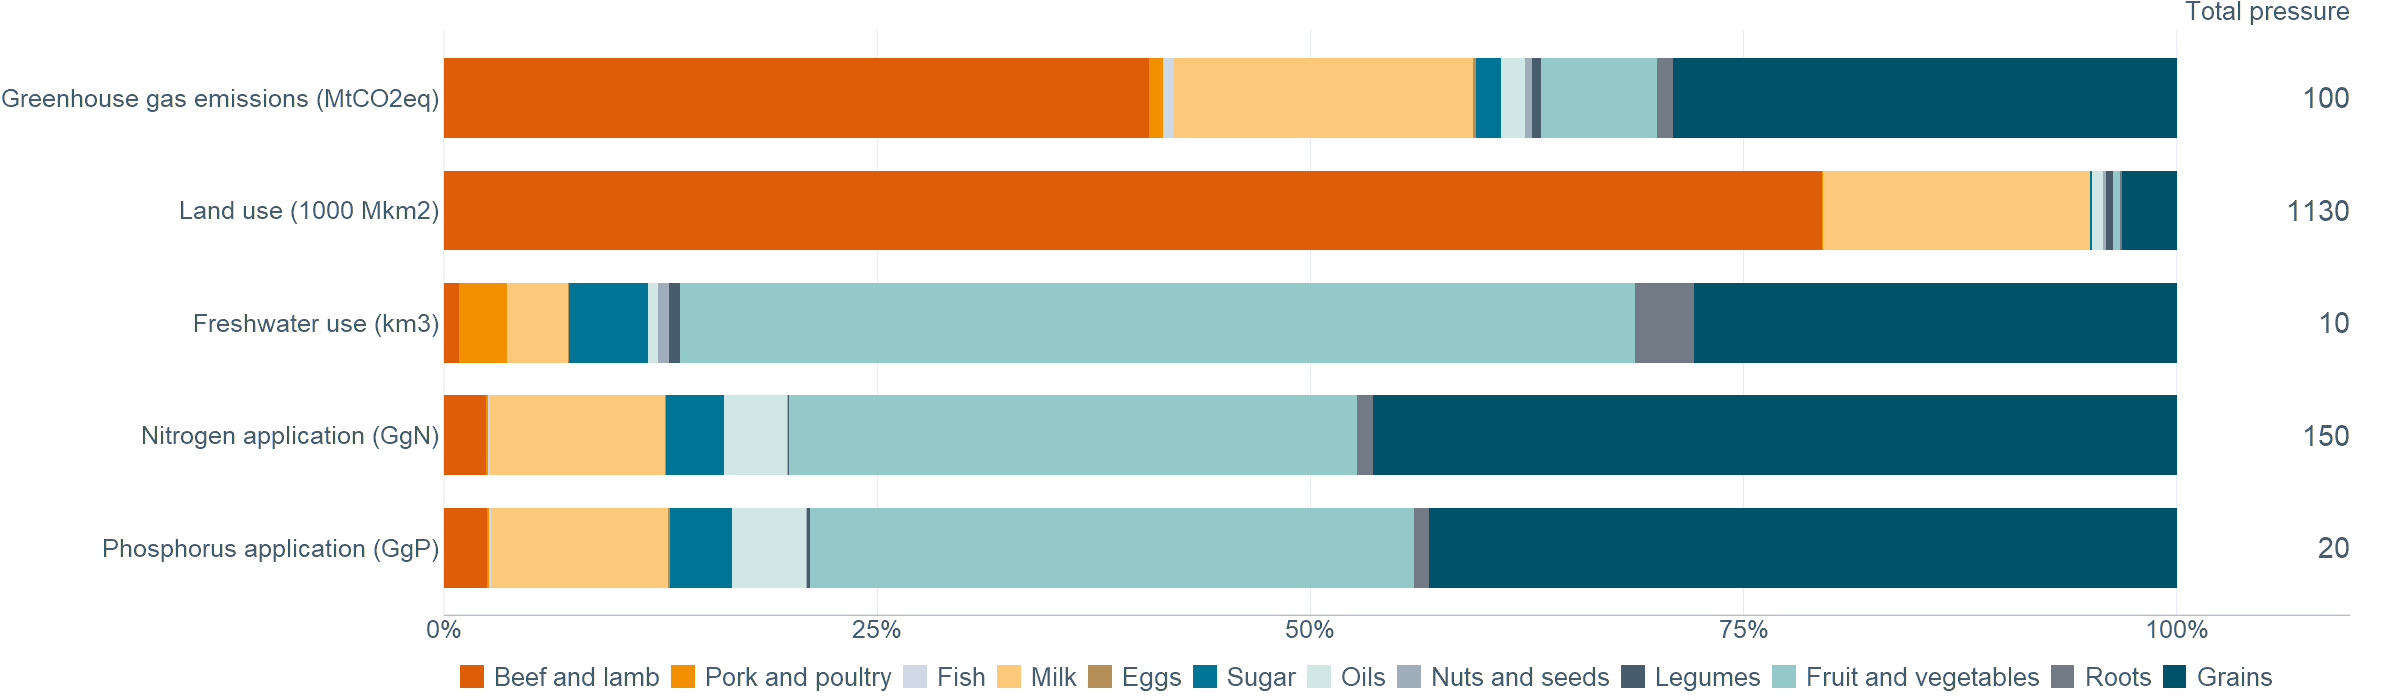 Total pressure
Greenhouse gas emissions (MtCO2eq) 100
Land use (1000 Mkm2) 1130
Freshwater use (km3) 10
Nitrogen application (GgN) 150
Phosphorus application (GgP) 20
0% 25% 50% 75% 100%
Beef and lamb Pork and poultry Fish Milk Eggs Sugar Oils Nuts and seeds Legumes Fruit and vegetables Roots Grains